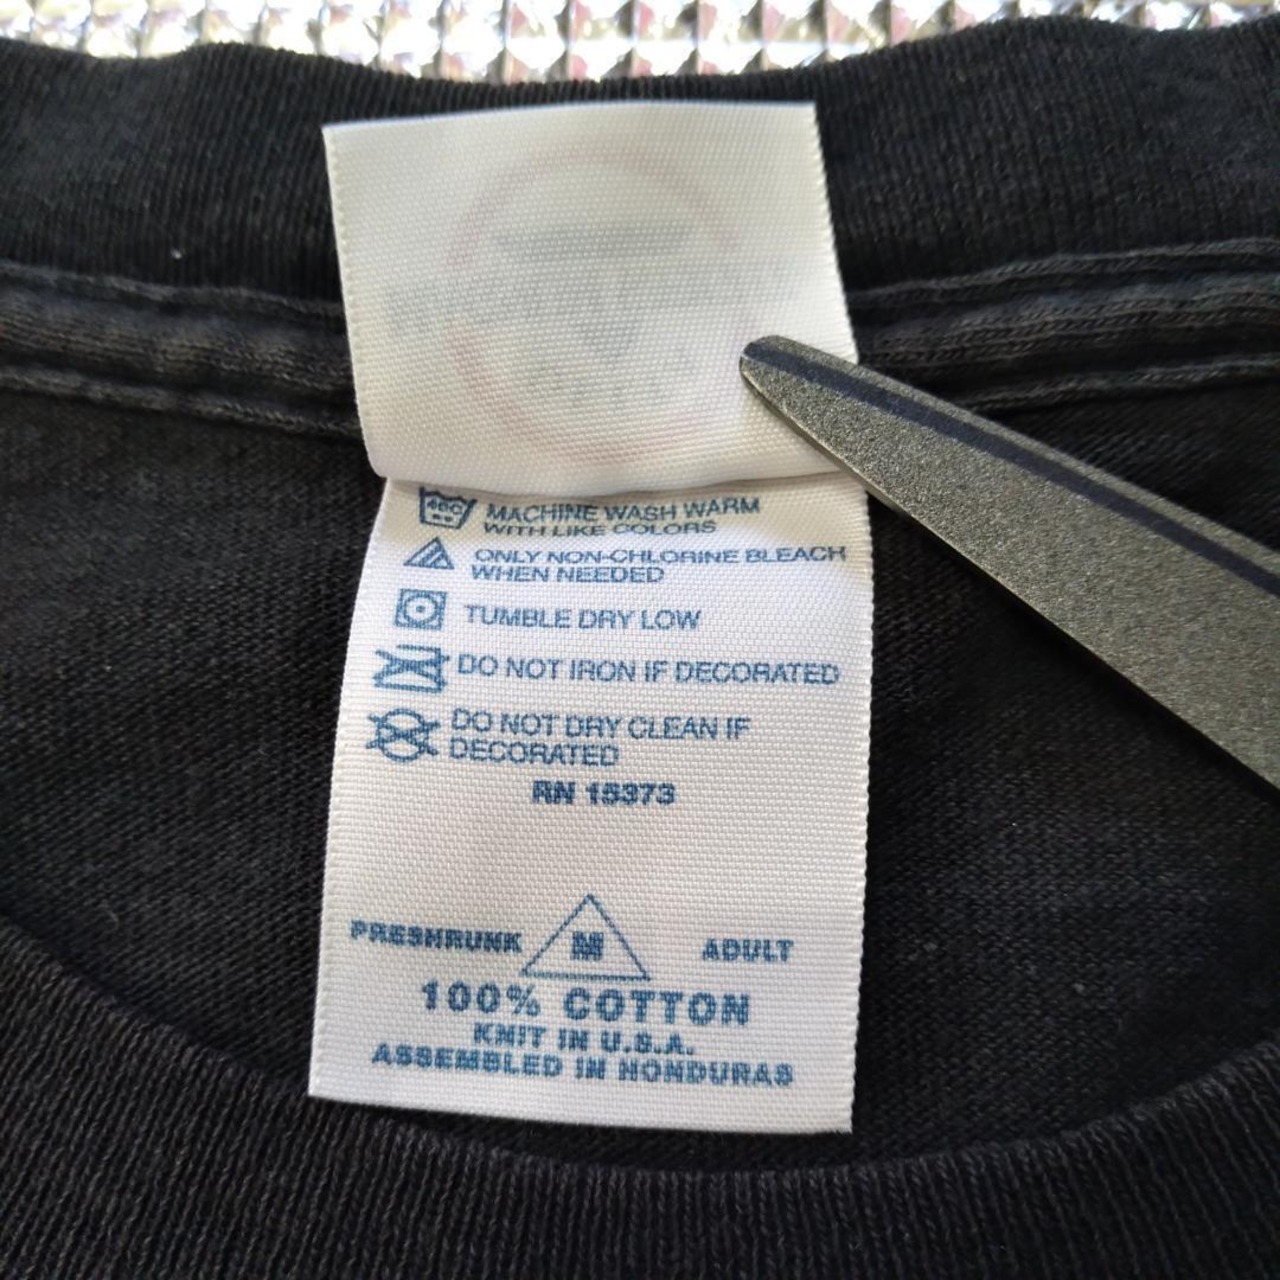 40C
MACHINE WASH WARM
WITH LIKE COLORS
ONLY NON-CHLORINE BLEACH
WHEN NEEDED
TUMBLE DRY LOW
DO NOT IRON IF DECORATED
DO NOT DRY CLEAN IF
DECORATED
RN 15373
PRESHRUNK M ADULT
100% COTTON
KNIT IN U.S.A.
ASSEMBLED IN HONDURAS